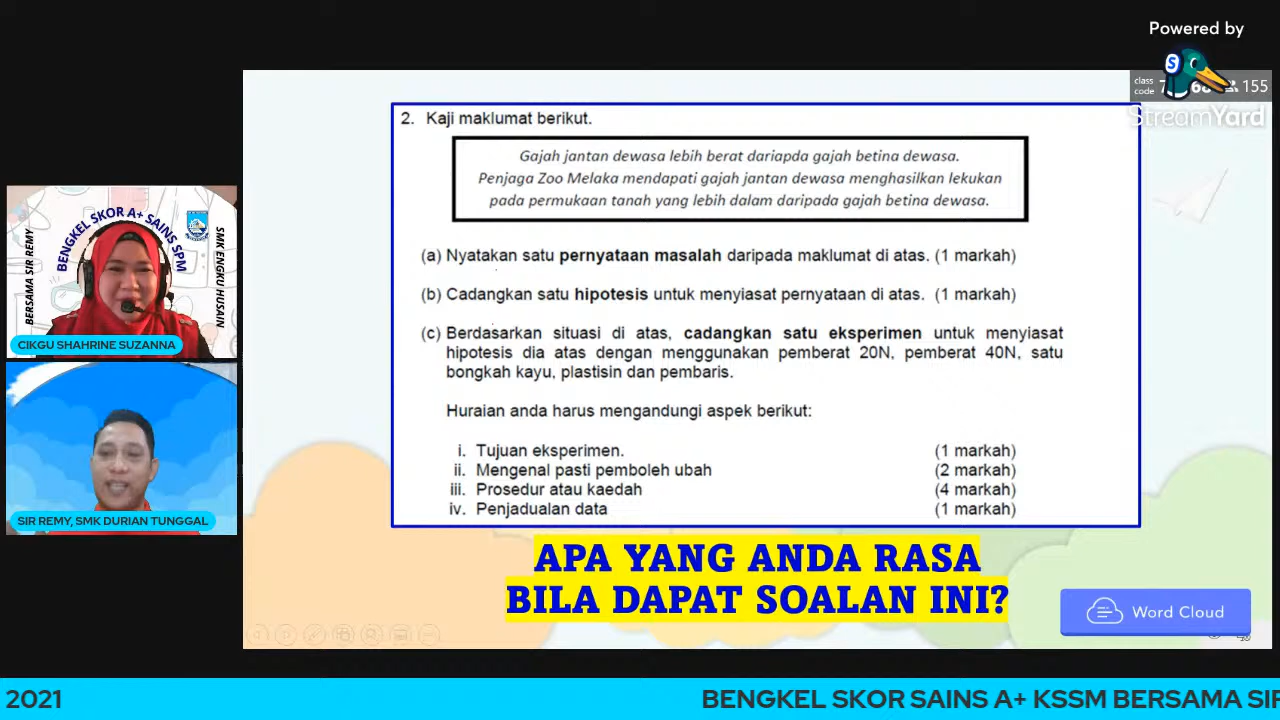 Powered by
class
code
155
StreamYard
2. Kaji maklumat berikut.
Gajah jantan dewasa lebih berat dariapda gajah betina dewasa.
Penjaga Zoo Melaka mendapati gajah jantan dewasa menghasilkan lekukan
pada permukaan tanah yang lebih dalam daripada gajah betina dewasa.
(a) Nyatakan satu pernyataan masalah daripada maklumat di atas. (1 markah)
(b) Cadangkan satu hipotesis untuk menyiasat pernyataan di atas. (1 markah)
(c) Berdasarkan situasi di atas, cadangkan satu eksperimen untuk menyiasat
hipotesis dia atas dengan menggunakan pemberat 20N, pemberat 40N, satu
bongkah kayu, plastisin dan pembaris.
Huraian anda harus mengandungi aspek berikut:
i. Tujuan eksperimen. (1 markah)
ii. Mengenal pasti pemboleh ubah (2 markah)
iii. Prosedur atau kaedah (4 markah)
iv. Penjadualan data (1 markah)
APA YANG ANDA RASA
BILA DAPAT SOALAN INI?
Word Cloud
BERSAMA SIR REMY
BENGKEL SKOR A+ SAINS SPM
SMK ENGKU HUSAIN
CIKGU SHAHRINE SUZANNA
SIR REMY, SMK DURIAN TUNGGAL
2021
BENGKEL SKOR SAINS A+ KSSM BERSAMA SIR